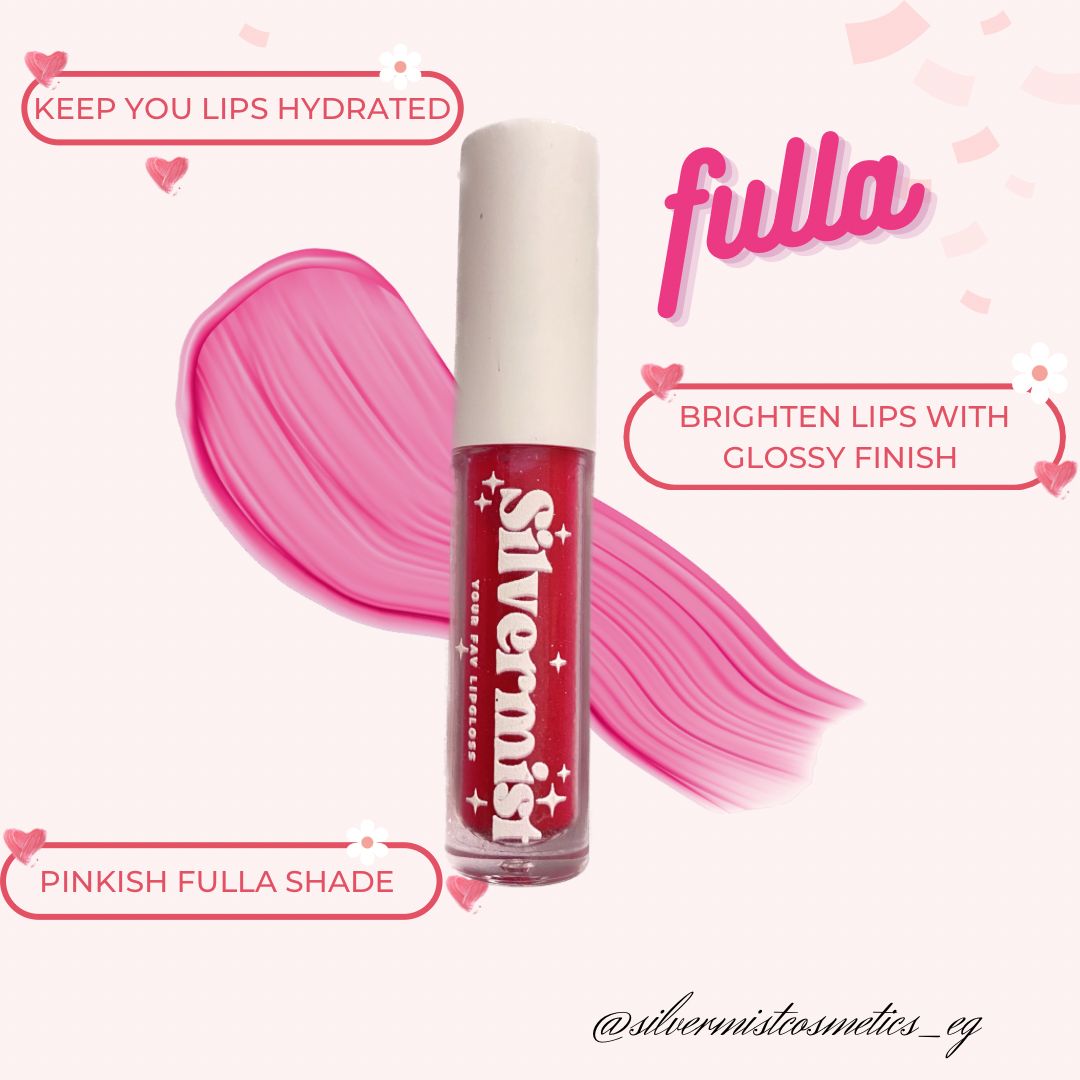 KEEP YOU LIPS HYDRATED
fulla
BRIGHTEN LIPS WITH
GLOSSY FINISH
Silvermist
YOUR FAV LIPGLOSS
PINKISH FULLA SHADE
@silvermistcosmetics_eg